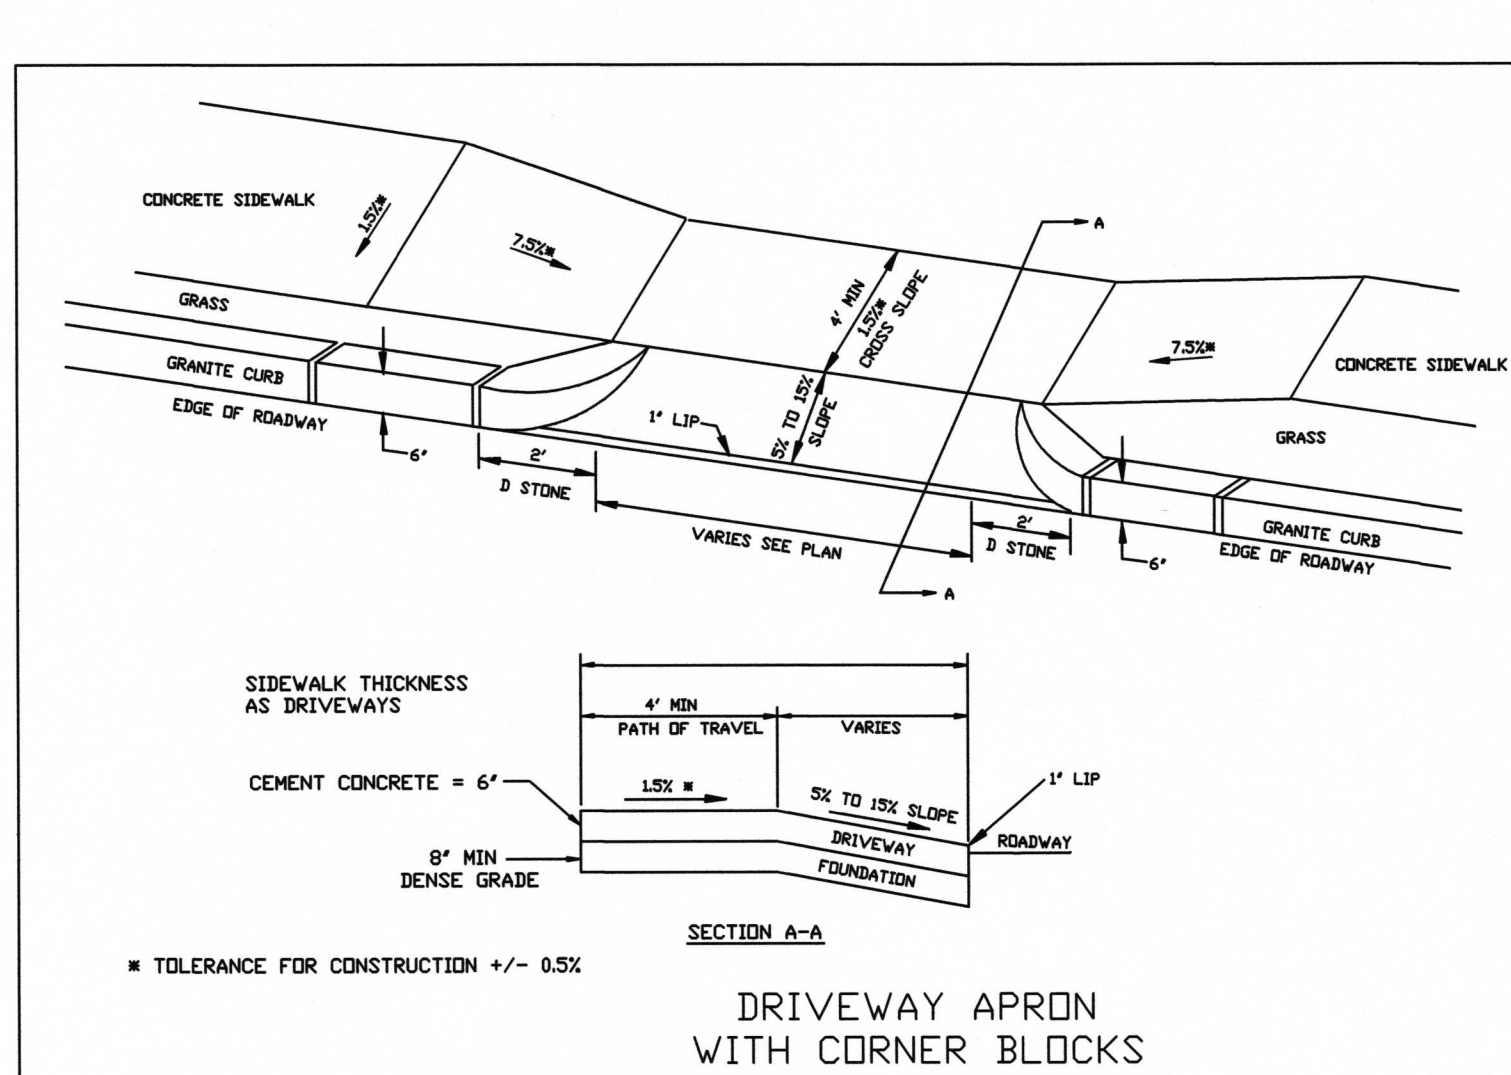 CONCRETE SIDEWALK
1.5%*
7.5%*
A
GRASS
4' MIN
1.5%*
CROSS SLOPE
7.5%*
CONCRETE SIDEWALK
GRANITE CURB
EDGE OF ROADWAY
6"
2'
D STONE
1" LIP
5% TO 15%
SLOPE
GRASS
VARIES SEE PLAN
2'
D STONE
6"
GRANITE CURB
EDGE OF ROADWAY
A
SIDEWALK THICKNESS
AS DRIVEWAYS
4' MIN
PATH OF TRAVEL
VARIES
CEMENT CONCRETE = 6"
1.5% *
5% TO 15% SLOPE
1" LIP
DRIVEWAY
ROADWAY
8" MIN
DENSE GRADE
FOUNDATION
SECTION A-A
* TOLERANCE FOR CONSTRUCTION +/- 0.5%
DRIVEWAY APRON
WITH CORNER BLOCKS